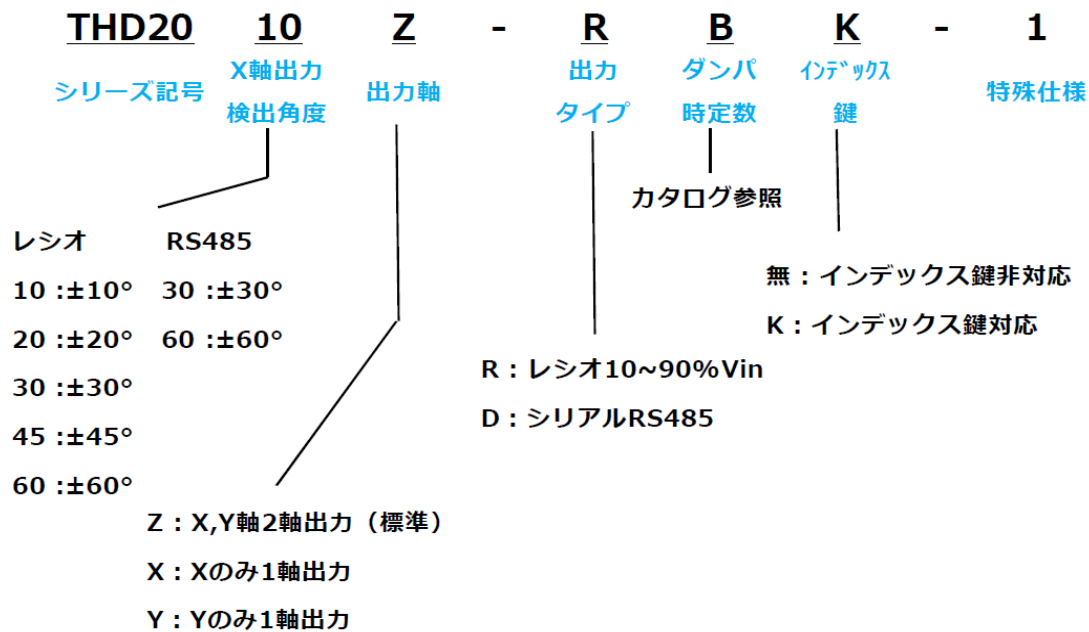 THD20 10 Z - R B K - 1
シリーズ記号 X軸出力検出角度 出力軸 出力タイプ ダンパ時定数 ｲﾝﾃﾞｯｸｽ鍵 特殊仕様
カタログ参照
レシオ RS485
10 :±10° 30 :±30°
20 :±20° 60 :±60°
30 :±30°
45 :±45°
60 :±60°
無 : インデックス鍵非対応
K : インデックス鍵対応
R : レシオ10~90%Vin
D : シリアルRS485
Z : X,Y軸2軸出力（標準）
X : Xのみ1軸出力
Y : Yのみ1軸出力